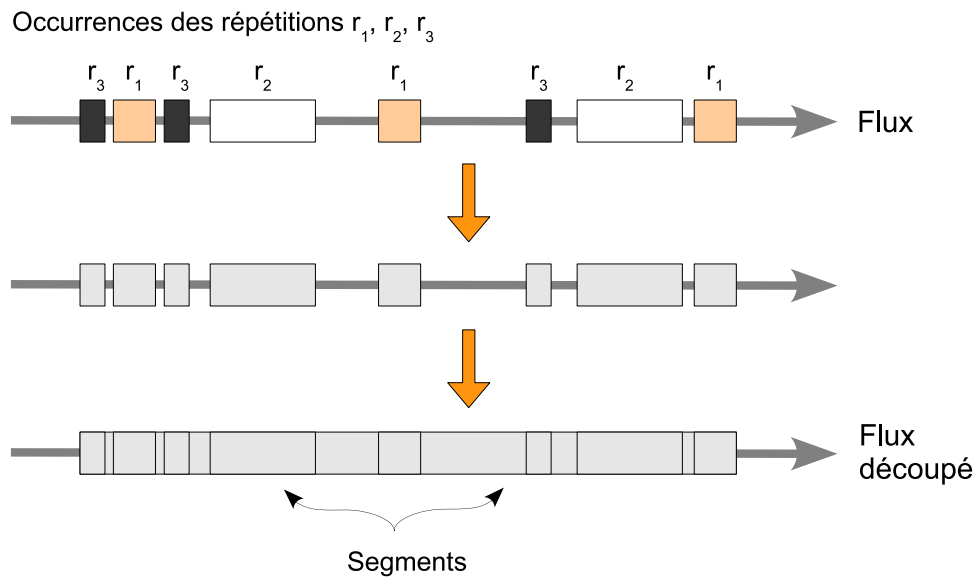 Occurrences des répétitions r₁, r₂, r₃
r₃ r₁ r₃ r₂ r₁ r₃ r₂ r₁
Flux
Flux
découpé
Segments